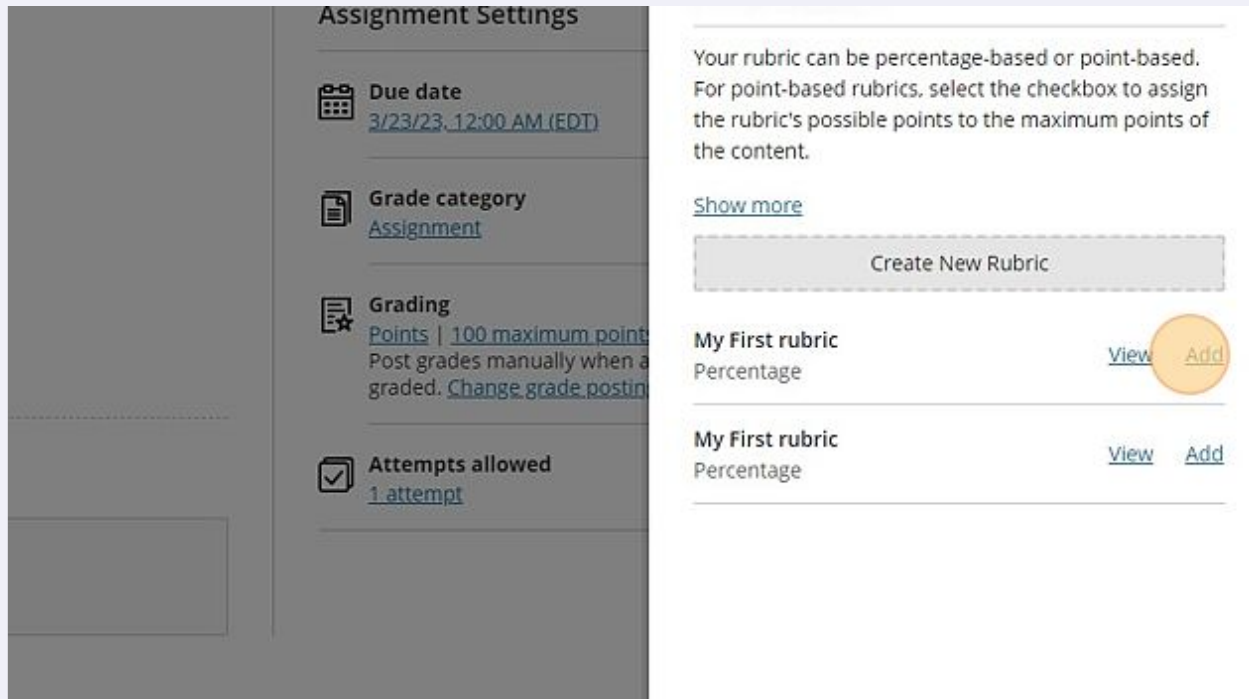 Assignment Settings
Due date
3/23/23, 12:00 AM (EDT)
Grade category
Assignment
Grading
Points | 100 maximum points
Post grades manually when a
graded. Change grade posting
Attempts allowed
1 attempt
Your rubric can be percentage-based or point-based.
For point-based rubrics, select the checkbox to assign
the rubric's possible points to the maximum points of
the content.
Show more
Create New Rubric
My First rubric
Percentage
View Add
My First rubric
Percentage
View Add